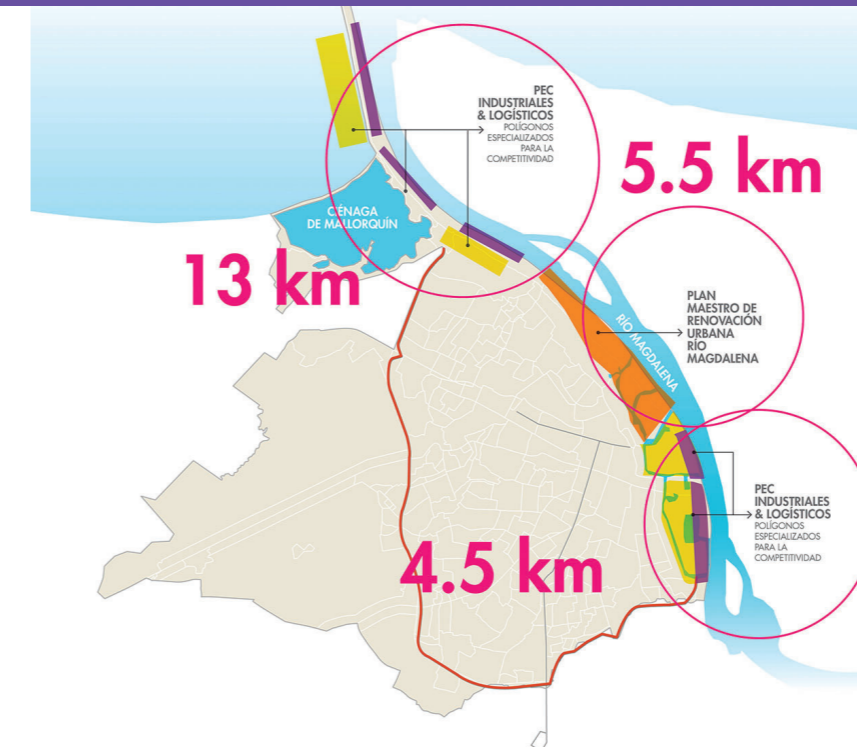 PEC
INDUSTRIALES
& LOGÍSTICOS
POLÍGONOS
ESPECIALIZADOS
PARA LA
COMPETITIVIDAD
5.5 km
CIÉNAGA
DE MALLORQUÍN
13 km
PLAN
MAESTRO DE
RENOVACIÓN
URBANA
RÍO
MAGDALENA
RÍO MAGDALENA
PEC
INDUSTRIALES
& LOGÍSTICOS
POLÍGONOS
ESPECIALIZADOS
PARA LA
COMPETITIVIDAD
4.5 km